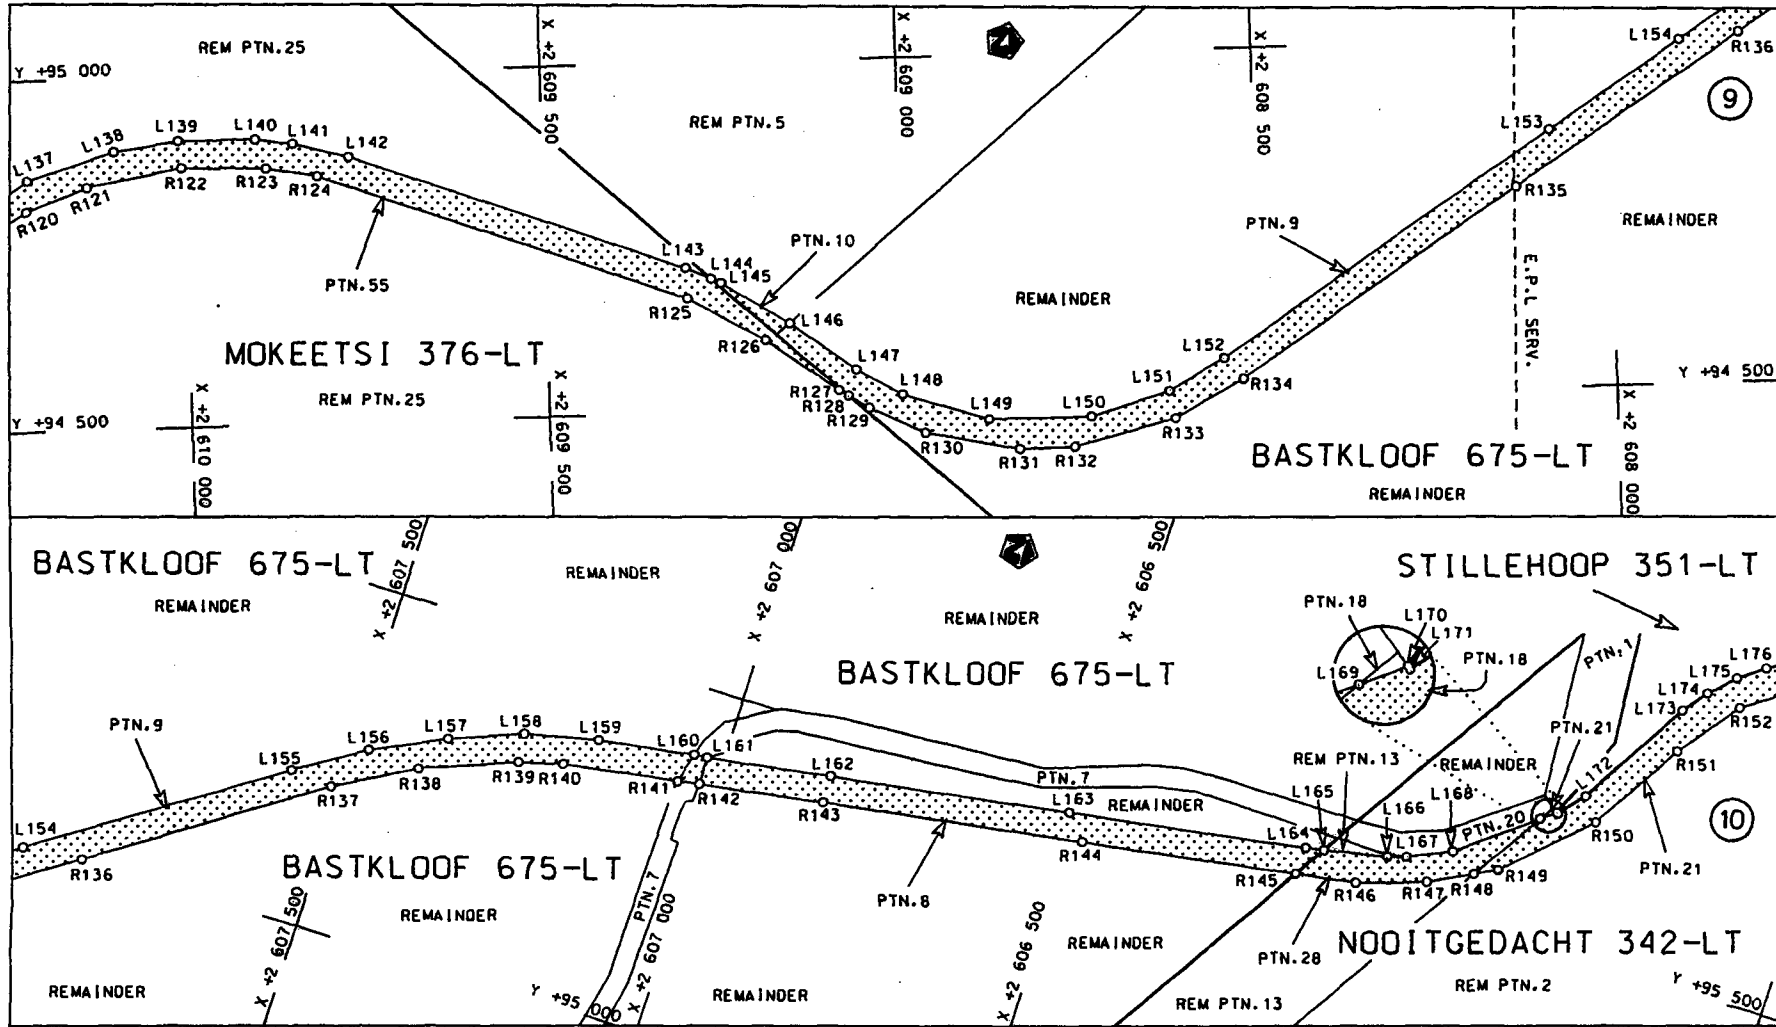 REM PTN.25
X +2 609 500
X +2 609 000
X +2 608 500
L154
R136
Y +95 000
9
REM PTN.5
L137
L138
L139
L140
L141
L142
L153
R120
R121
R122
R123
R124
R135
REMAINDER
PTN.55
L143
L144
L145
PTN.10
PTN.9
E.P.L SERV.
R125
L146
REMAINDER
R126
MOKEETSI 376-LT
REM PTN.25
L147
L148
L149
L150
L151
L152
R127
R128
R129
R130
R131
R132
R133
R134
Y +94 500
Y +94 500
X +2 610 000
X +2 609 500
X +2 608 000
BASTKLOOF 675-LT
REMAINDER
BASTKLOOF 675-LT
REMAINDER
X +2 607 500
REMAINDER
X +2 607 000
X +2 606 500
REMAINDER
STILLEHOOP 351-LT
BASTKLOOF 675-LT
PTN.18
L170
L171
L169
PTN.18
PTN.1
PTN.9
L154
L155
L156
L157
L158
L159
L160
L161
L162
L163
L164
L165
L166
L167
L168
REM PTN.13
REMAINDER
PTN.20
PTN.21
L172
L173
L174
L175
L176
PTN.7
REMAINDER
R136
R137
R138
R139
R140
R141
R142
R143
R144
R145
R146
R147
R148
R149
R150
R151
R152
10
BASTKLOOF 675-LT
REMAINDER
PTN.7
PTN.8
PTN.28
PTN.21
NOOITGEDACHT 342-LT
REM PTN.2
REMAINDER
X +2 607 500
Y +95 000
X +2 607 000
REMAINDER
X +2 606 500
REMAINDER
REM PTN.13
Y +95 500